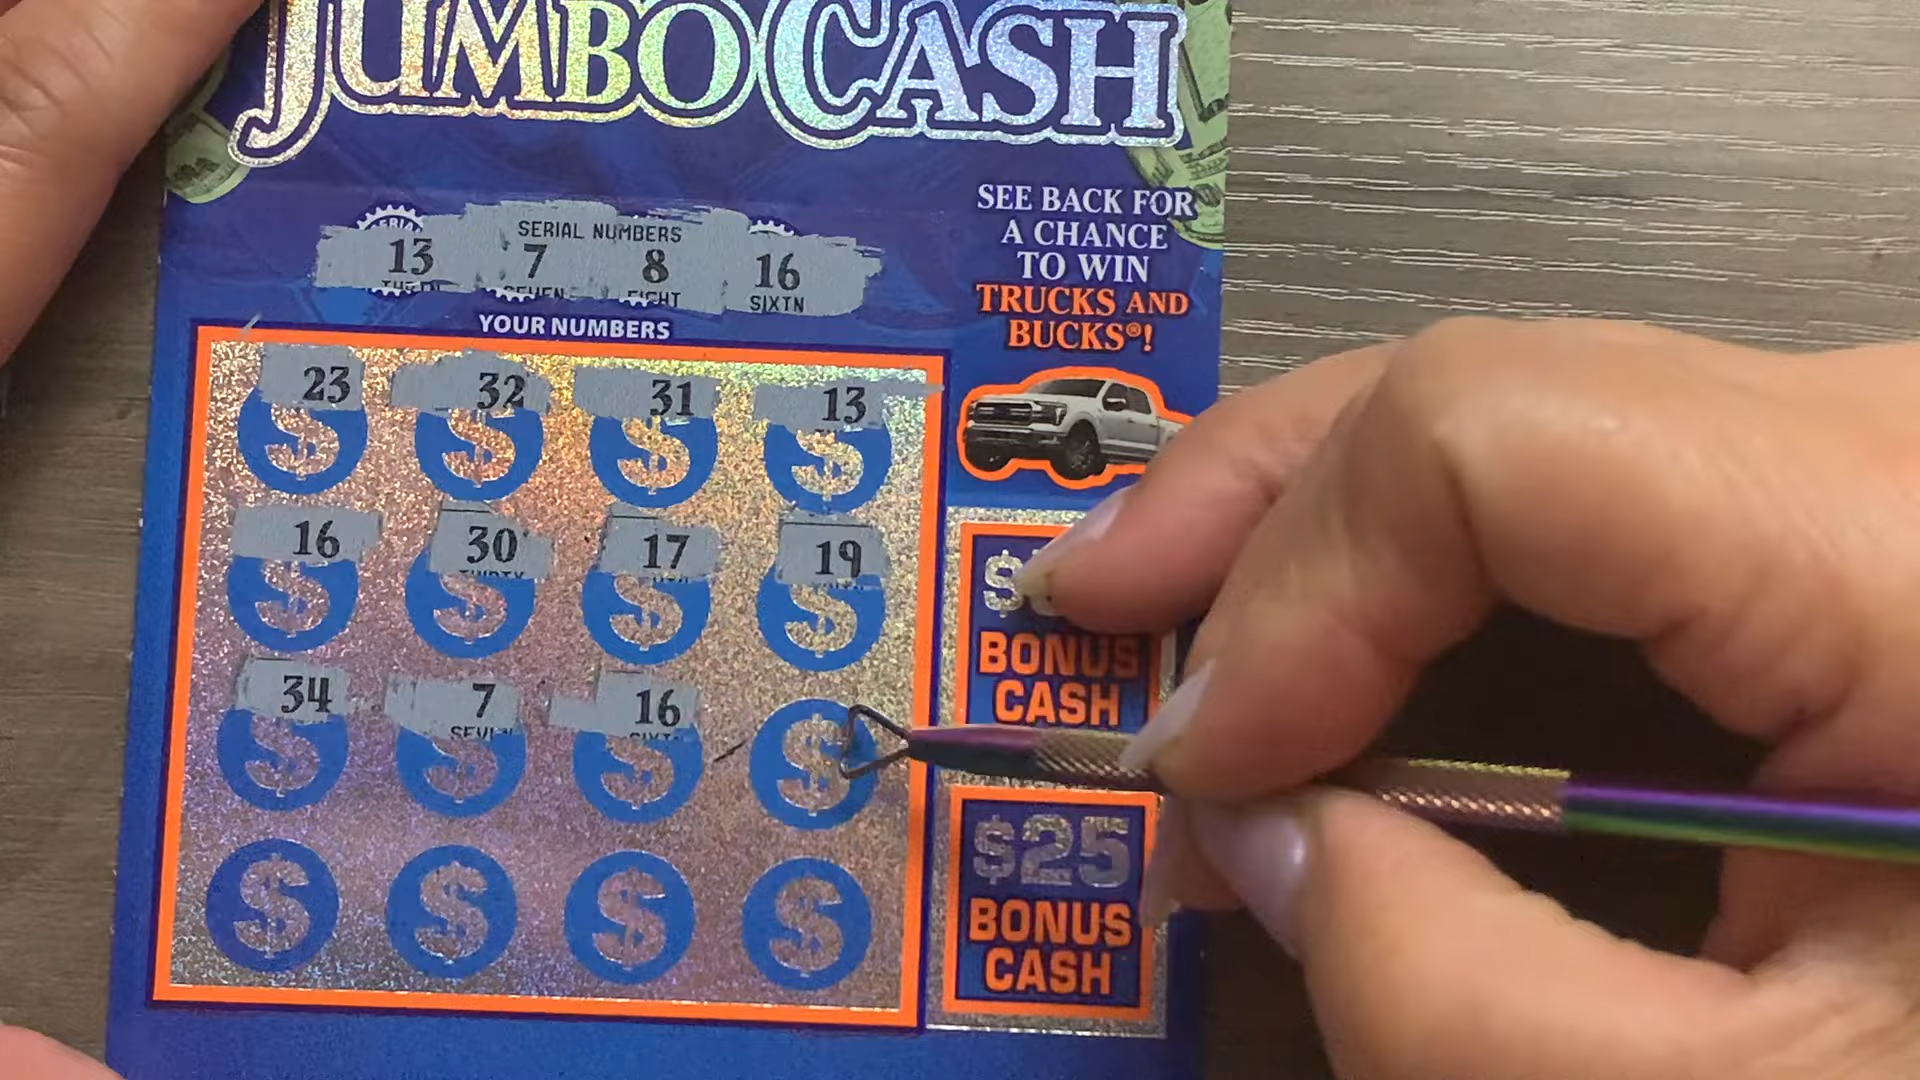 JUMBO CASH
SEE BACK FOR
A CHANCE
TO WIN
TRUCKS AND
BUCKS®!
SERIAL NUMBERS
13 7 8 16
SIXTN
YOUR NUMBERS
23 32 31 13
$ $ $ $
16 30 17 19
$ $ $ $
34 7 16
$ $ $ $
$ $ $ $
BONUS
CASH
$25
BONUS
CASH